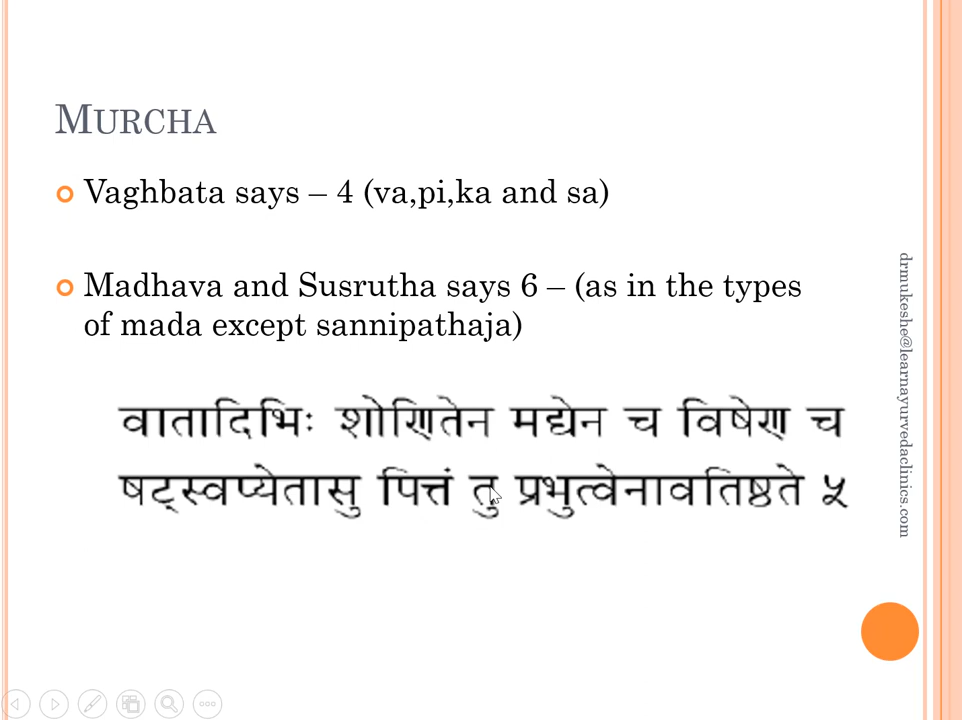 MURCHA
Vaghbata says – 4 (va,pi,ka and sa)
Madhava and Susrutha says 6 – (as in the types
of mada except sannipathaja)
वातादिभिः शोणितेन मद्येन च विषेण च
षट्स्वप्येतासु पित्तं तु प्रभुत्वेनावतिष्ठते ५
drmukeshe@learnayurvedaclinics.com